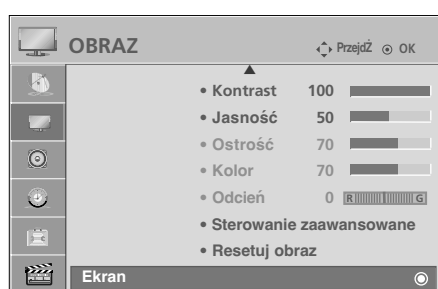 OBRAZ PrzejdŹ OK
• Kontrast 100
• Jasność 50
• Ostrość 70
• Kolor 70
• Odcień 0 R G
• Sterowanie zaawansowane
• Resetuj obraz
Ekran